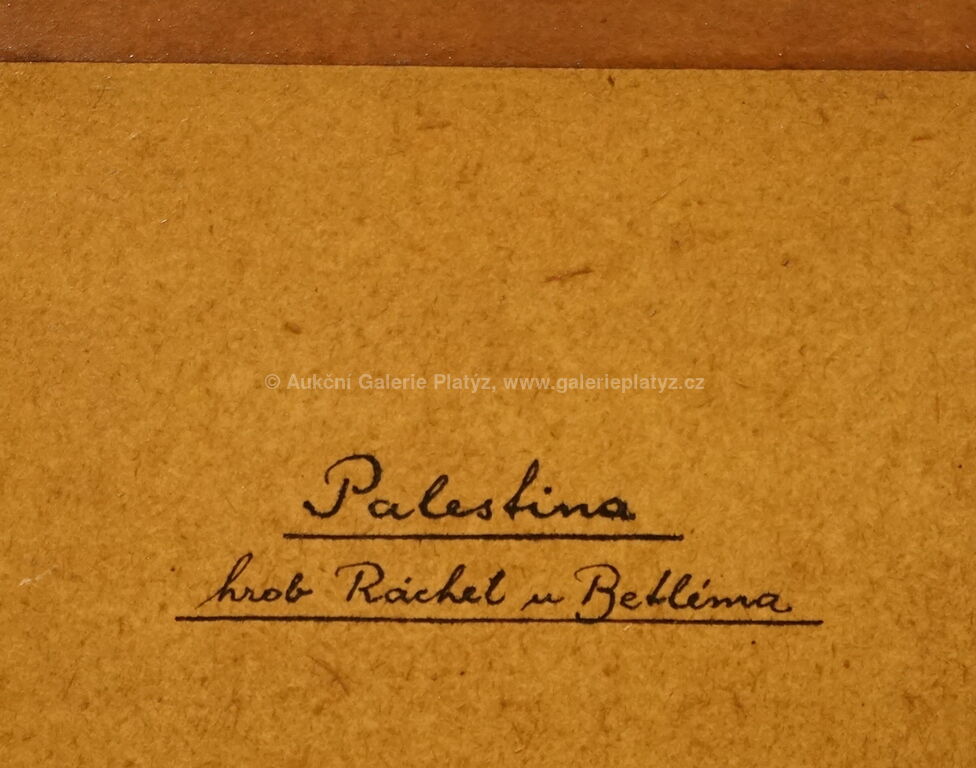 © Aukční Galerie Platýz, www.galerieplatyz.cz
Palestina
hrob Ráchel u Betléma